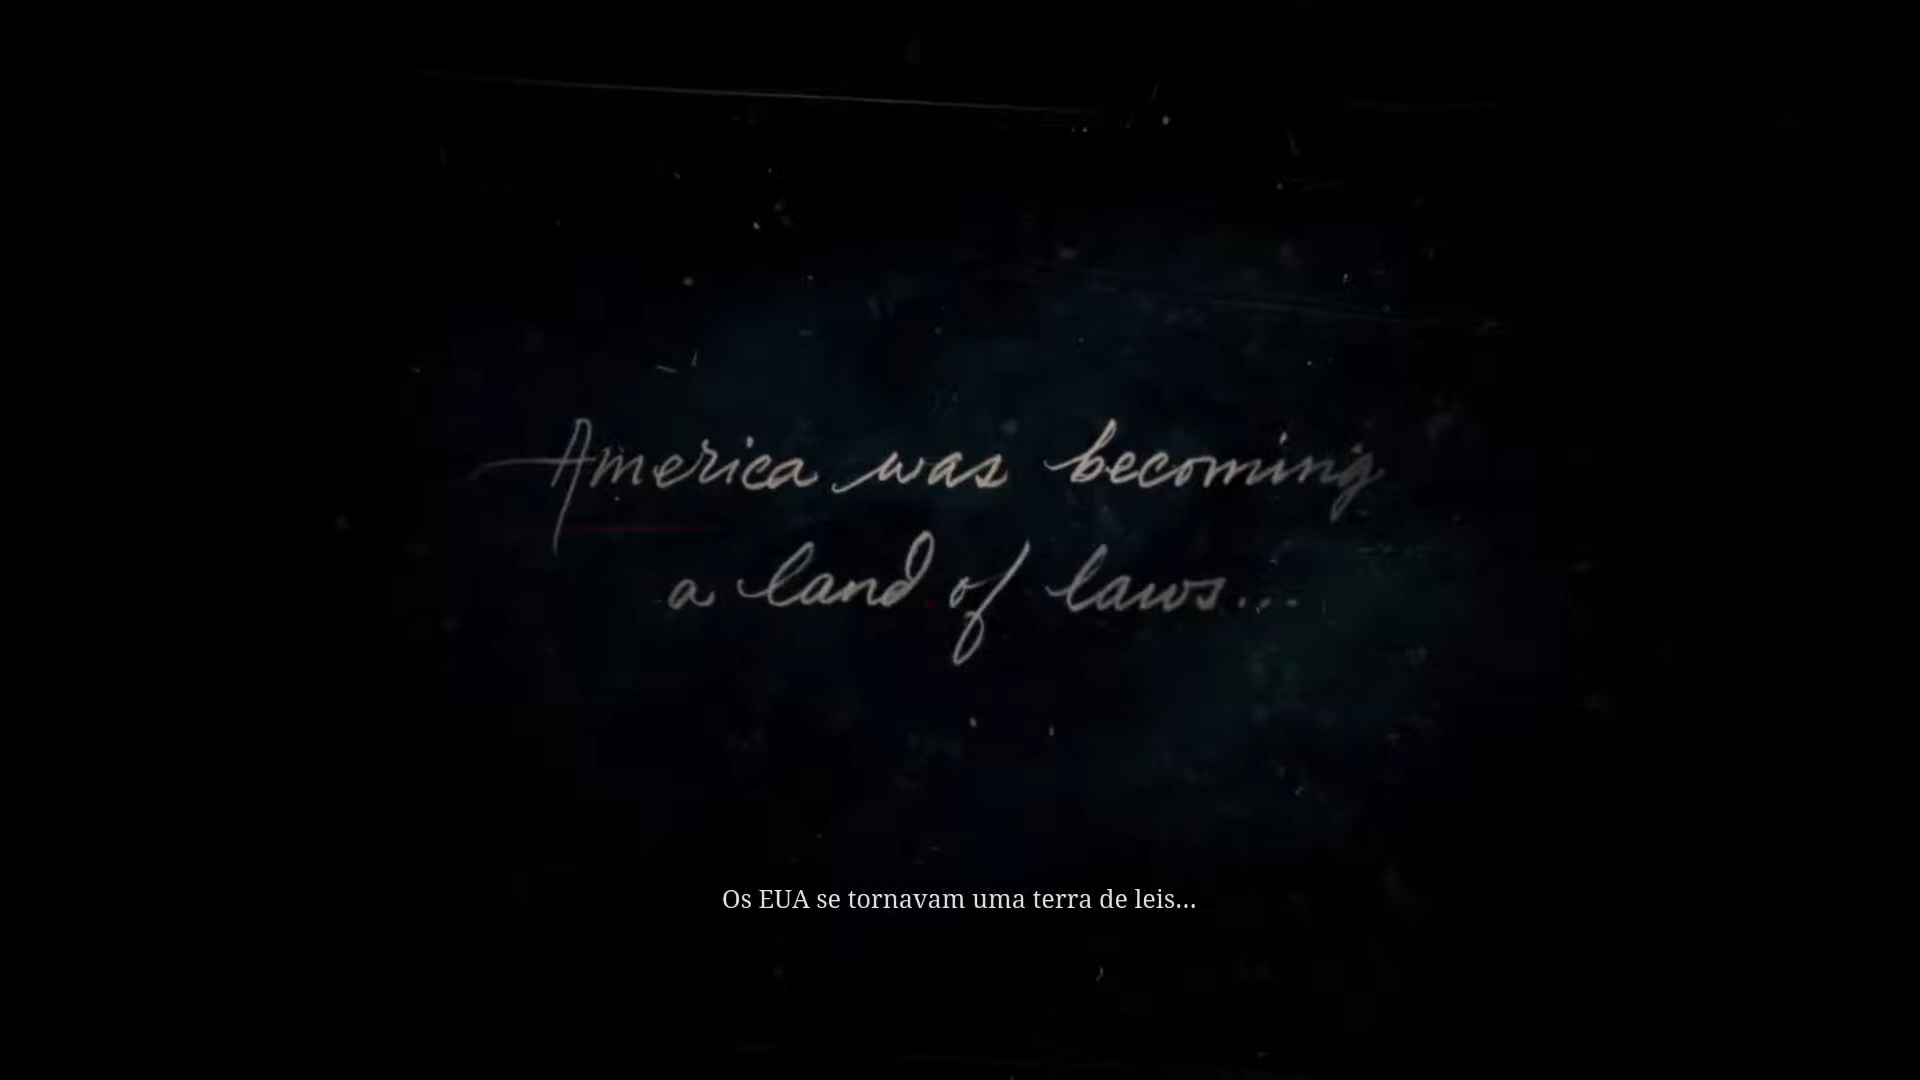 America was becoming
a land of laws...
Os EUA se tornavam uma terra de leis...